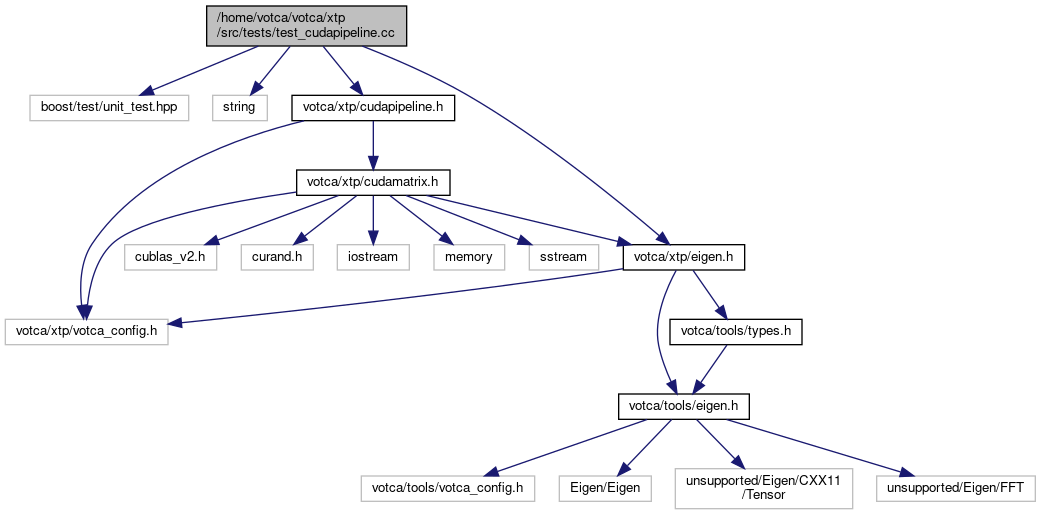 /home/votca/votca/xtp
/src/tests/test_cudapipeline.cc
boost/test/unit_test.hpp
string
votca/xtp/cudapipeline.h
votca/xtp/cudamatrix.h
cublas_v2.h
curand.h
iostream
memory
sstream
votca/xtp/eigen.h
votca/xtp/votca_config.h
votca/tools/types.h
votca/tools/eigen.h
votca/tools/votca_config.h
Eigen/Eigen
unsupported/Eigen/CXX11
/Tensor
unsupported/Eigen/FFT